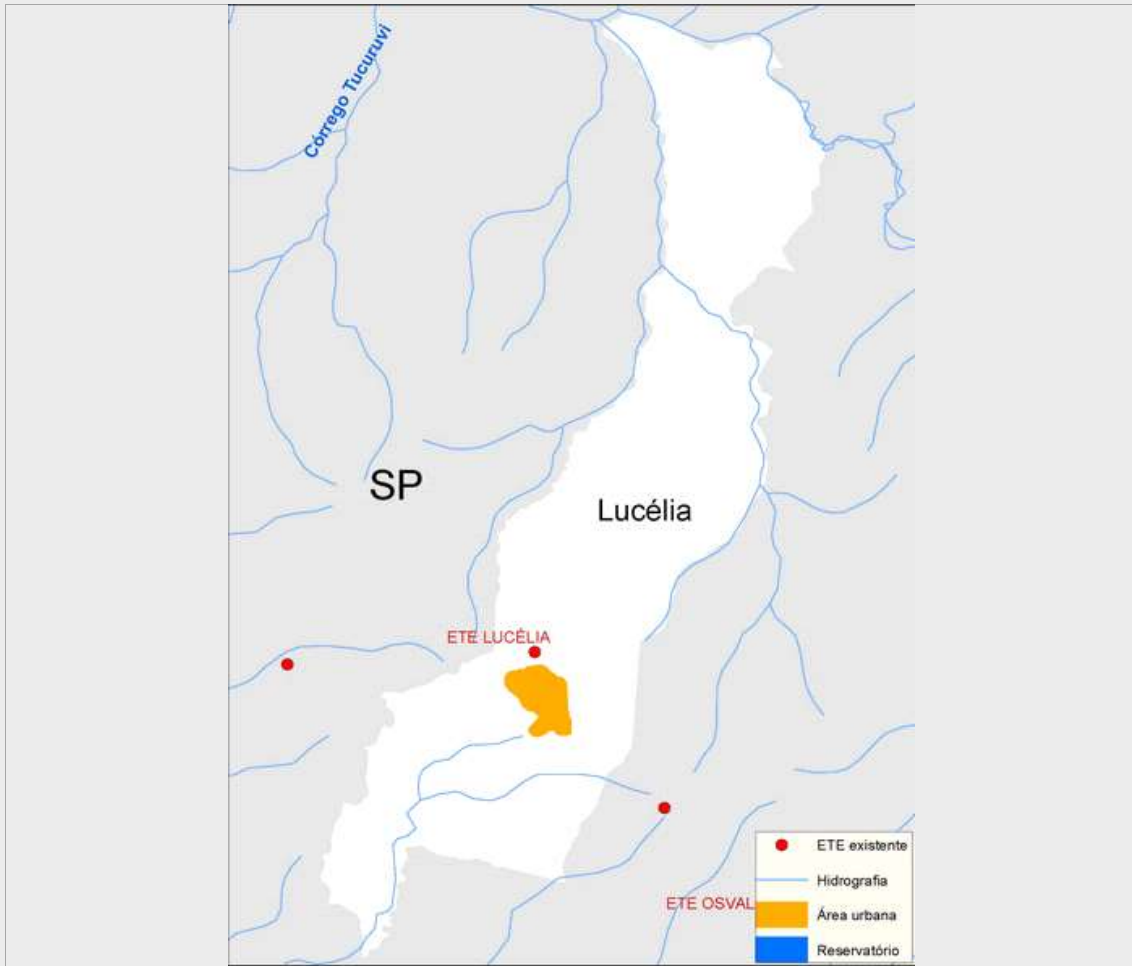 Córrego Tucuruvi
SP
Lucélia
ETE LUCÉLIA
ETE OSVAL
ETE existente
Hidrografia
Área urbana
Reservatório